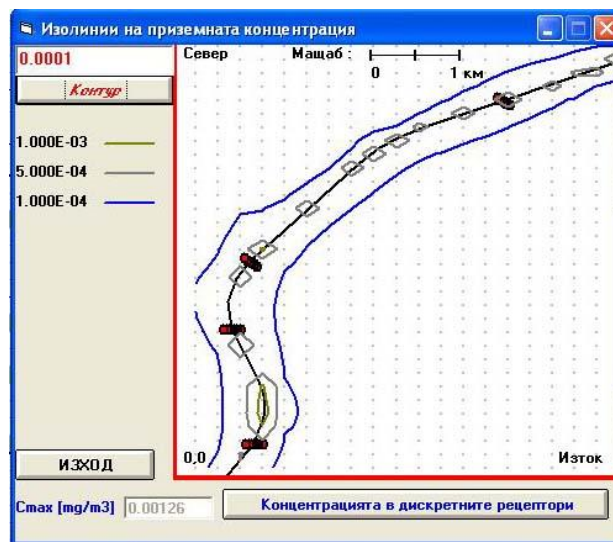 Изолинии на приземната концентрация
0.0001
Контур
1.000E-03
5.000E-04
1.000E-04
Север
Мащаб :
0 1 км
0,0
Изток
ИЗХОД
Cmax [mg/m3] 0.00126
Концентрацията в дискретните рецептори